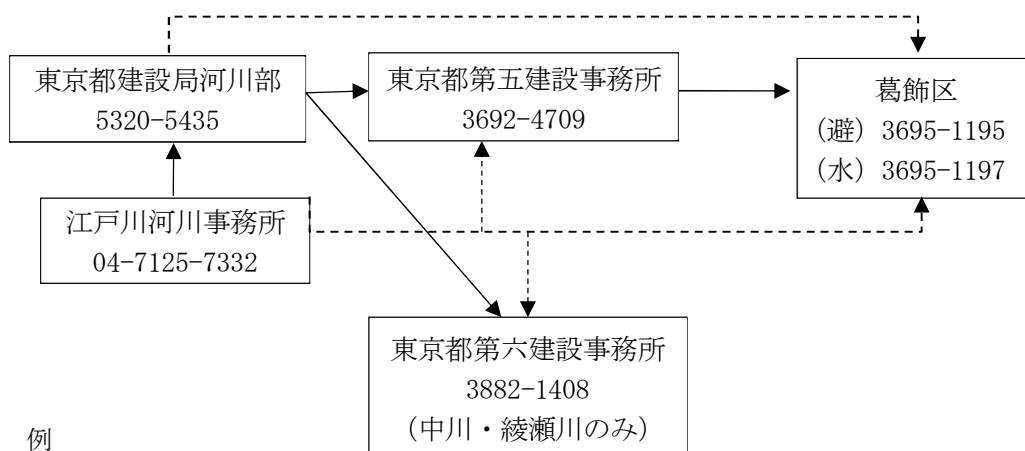 東京都建設局河川部
5320-5435
東京都第五建設事務所
3692-4709
葛飾区
（避）3695-1195
（水）3695-1197
江戸川河川事務所
04-7125-7332
東京都第六建設事務所
3882-1408
（中川・綾瀬川のみ）
例